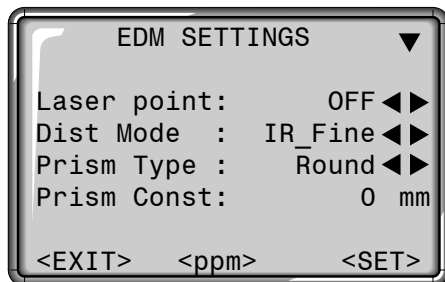 EDM SETTINGS ▼
Laser point: OFF ◀▶
Dist Mode : IR_Fine ◀▶
Prism Type : Round ◀▶
Prism Const: 0 mm
<EXIT> <ppm> <SET>